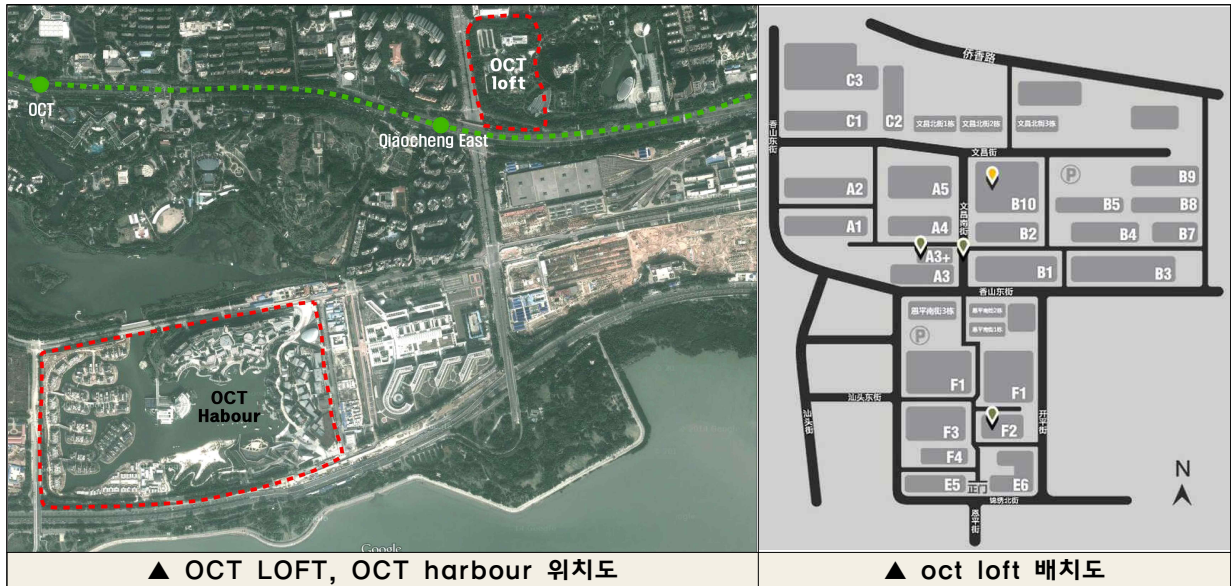 OCT
loft
OCT
Qiaocheng East
OCT
Habour
Google
▲ OCT LOFT, OCT harbour 위치도
侨香路
C3
C1
C2
文昌北街1栋
文昌北街2栋
文昌北街3栋
香山东街
文昌街
A2
A5
B10
P
B9
B5
B8
A1
A4
文昌南街
B2
B4
B7
A3+
A3
B1
B3
香山东街
恩平南街3栋
恩平南街2栋
恩平南街1栋
P
F1
F1
汕头东街
汕头街
开平街
F3
F2
F4
E5
正门
E6
锦绣北街
恩平街
N
▲ oct loft 배치도